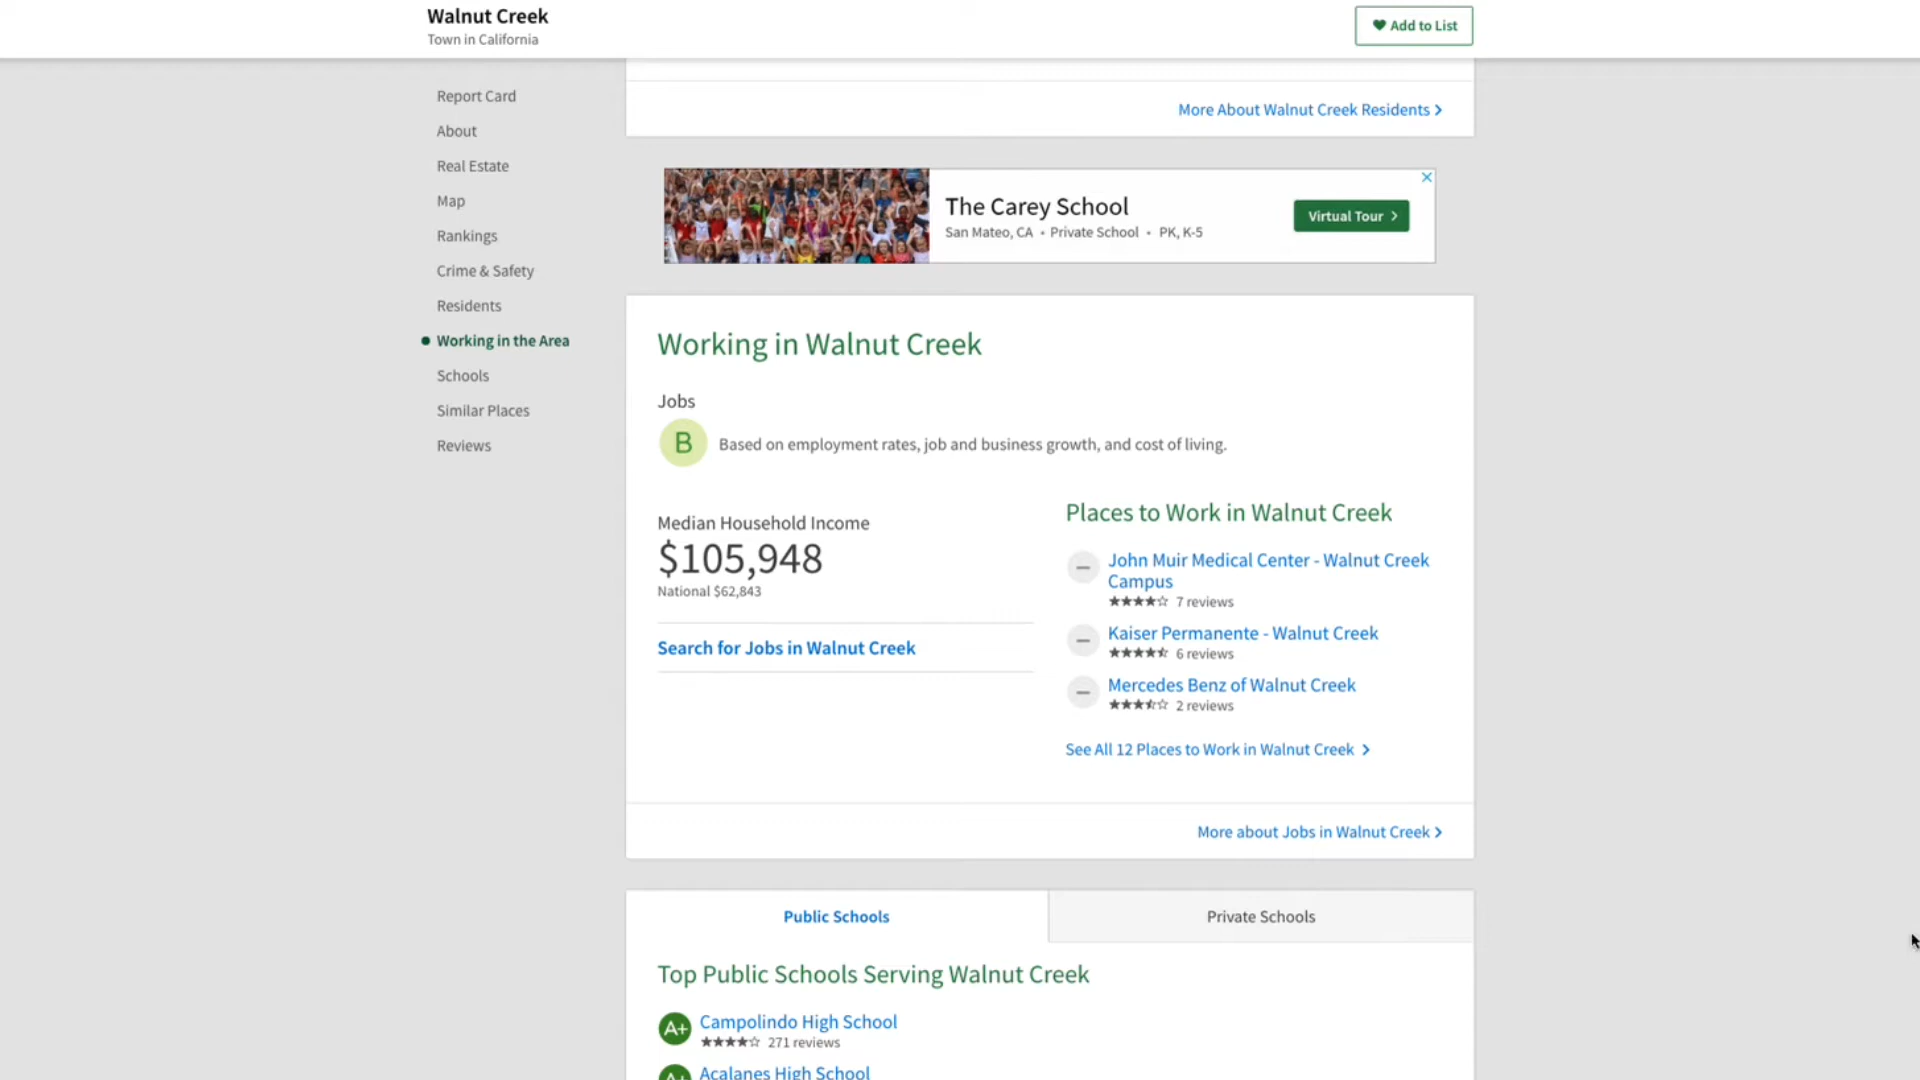 Walnut Creek
Town in California
Add to List
Report Card
About
Real Estate
Map
Rankings
Crime & Safety
Residents
Working in the Area
Schools
Similar Places
Reviews
More About Walnut Creek Residents
The Carey School
San Mateo, CA • Private School • PK, K-5
Virtual Tour
Working in Walnut Creek
Jobs
B
Based on employment rates, job and business growth, and cost of living.
Median Household Income
$105,948
National $62,843
Search for Jobs in Walnut Creek
Places to Work in Walnut Creek
John Muir Medical Center - Walnut Creek
Campus
7 reviews
Kaiser Permanente - Walnut Creek
6 reviews
Mercedes Benz of Walnut Creek
2 reviews
See All 12 Places to Work in Walnut Creek
More about Jobs in Walnut Creek
Public Schools
Private Schools
Top Public Schools Serving Walnut Creek
A+
Campolindo High School
271 reviews
A+
Acalanes High School